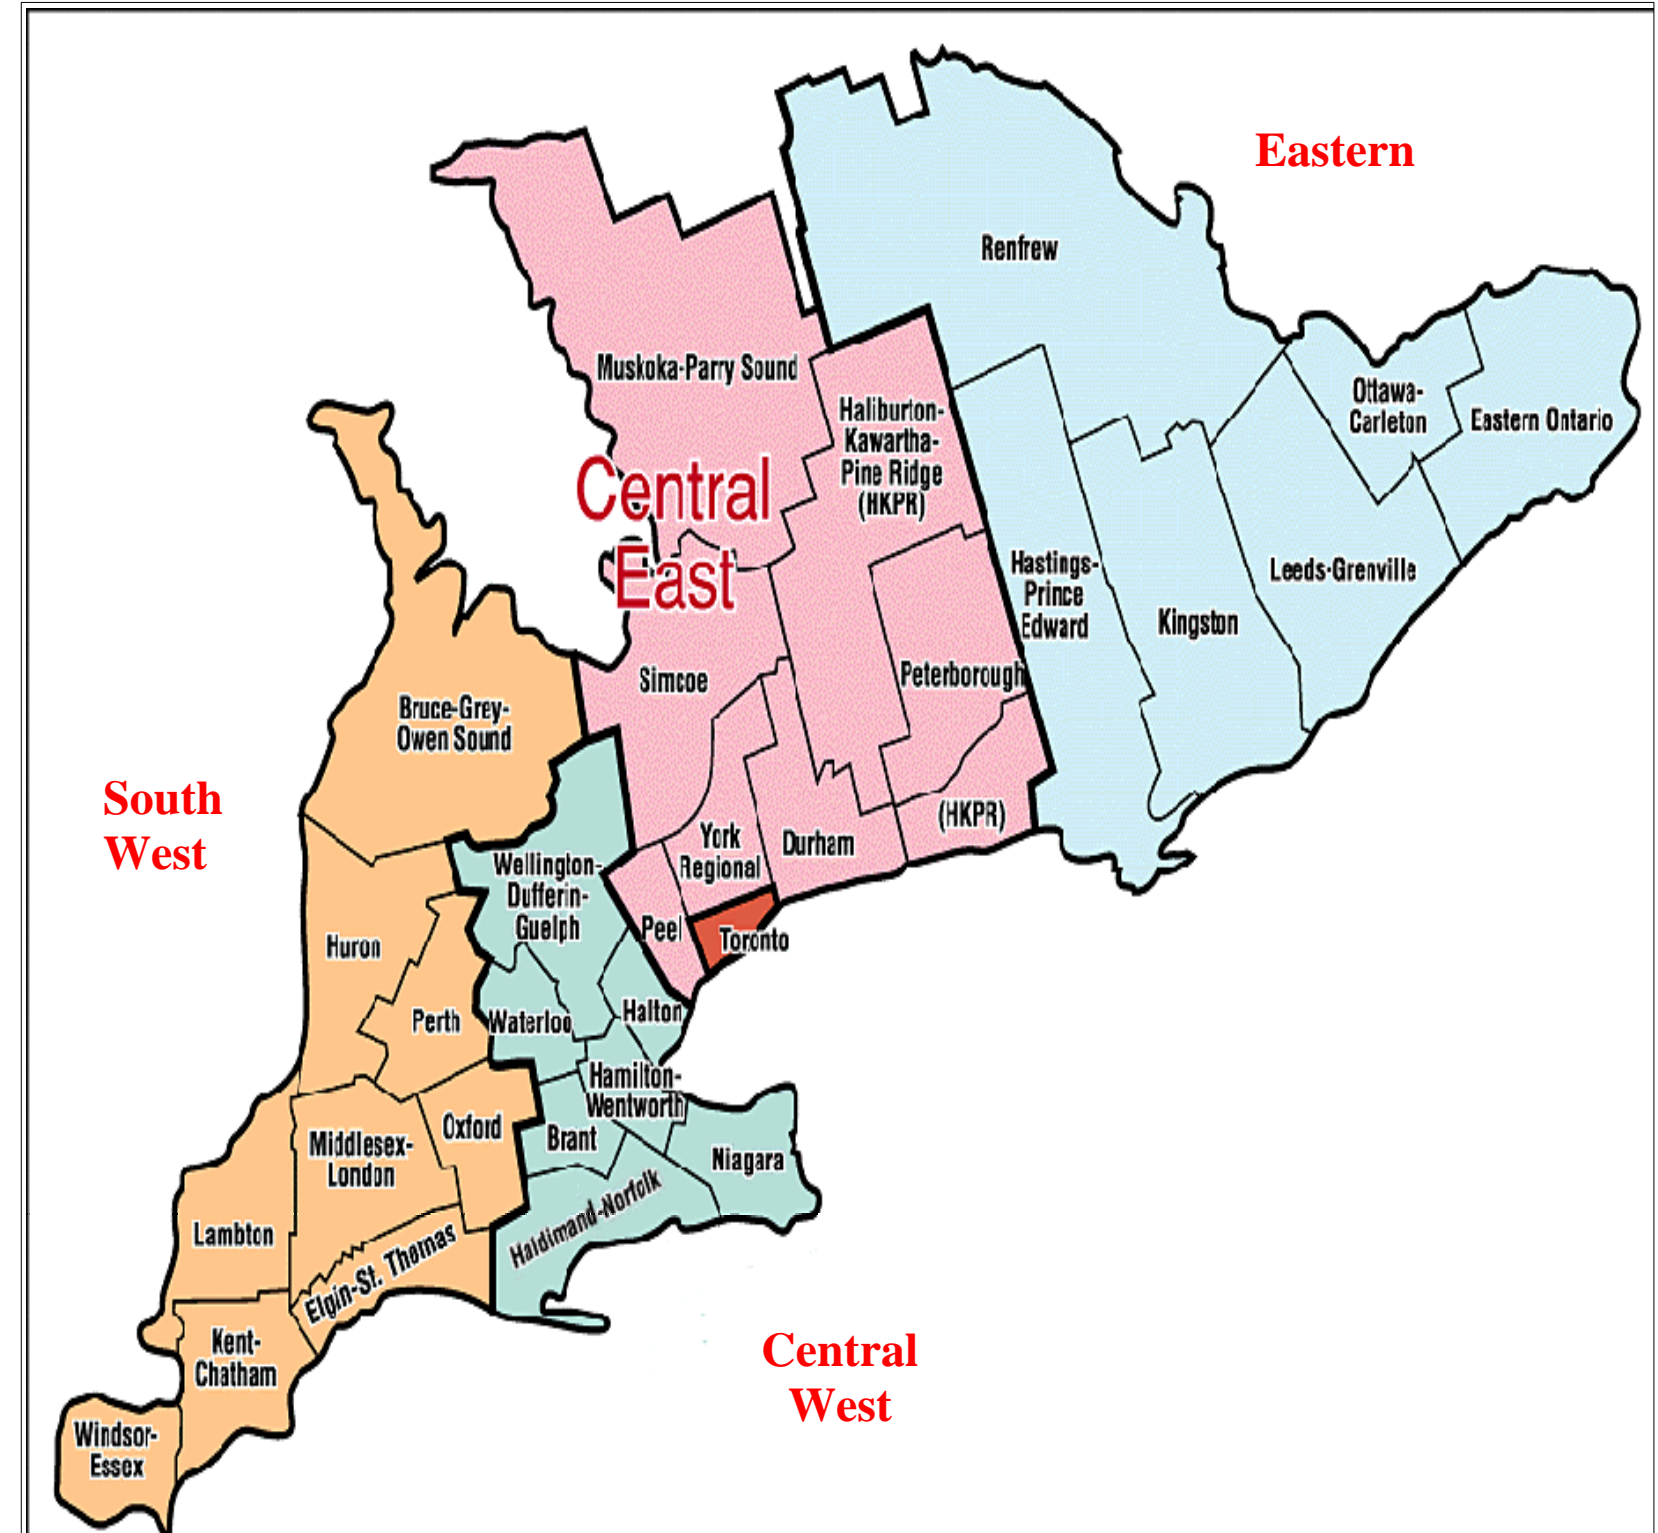 Eastern
Renfrew
Muskoka-Parry Sound
Haliburton-
Kawartha-
Pine Ridge
(HKPR)
Ottawa-
Carleton
Eastern Ontario
Central
East
Hastings-
Prince
Edward
Leeds-Grenville
Kingston
Simcoe
Peterborough
Bruce-Grey-
Owen Sound
South
West
(HKPR)
York
Regional
Durham
Wellington-
Dufferin-
Guelph
Peel
Toronto
Huron
Perth
Waterloo
Halton
Hamilton-
Wentworth
Oxford
Brant
Middlesex-
London
Niagara
Haldimand-Norfolk
Lambton
Elgin-St. Thomas
Kent-
Chatham
Central
West
Windsor-
Essex